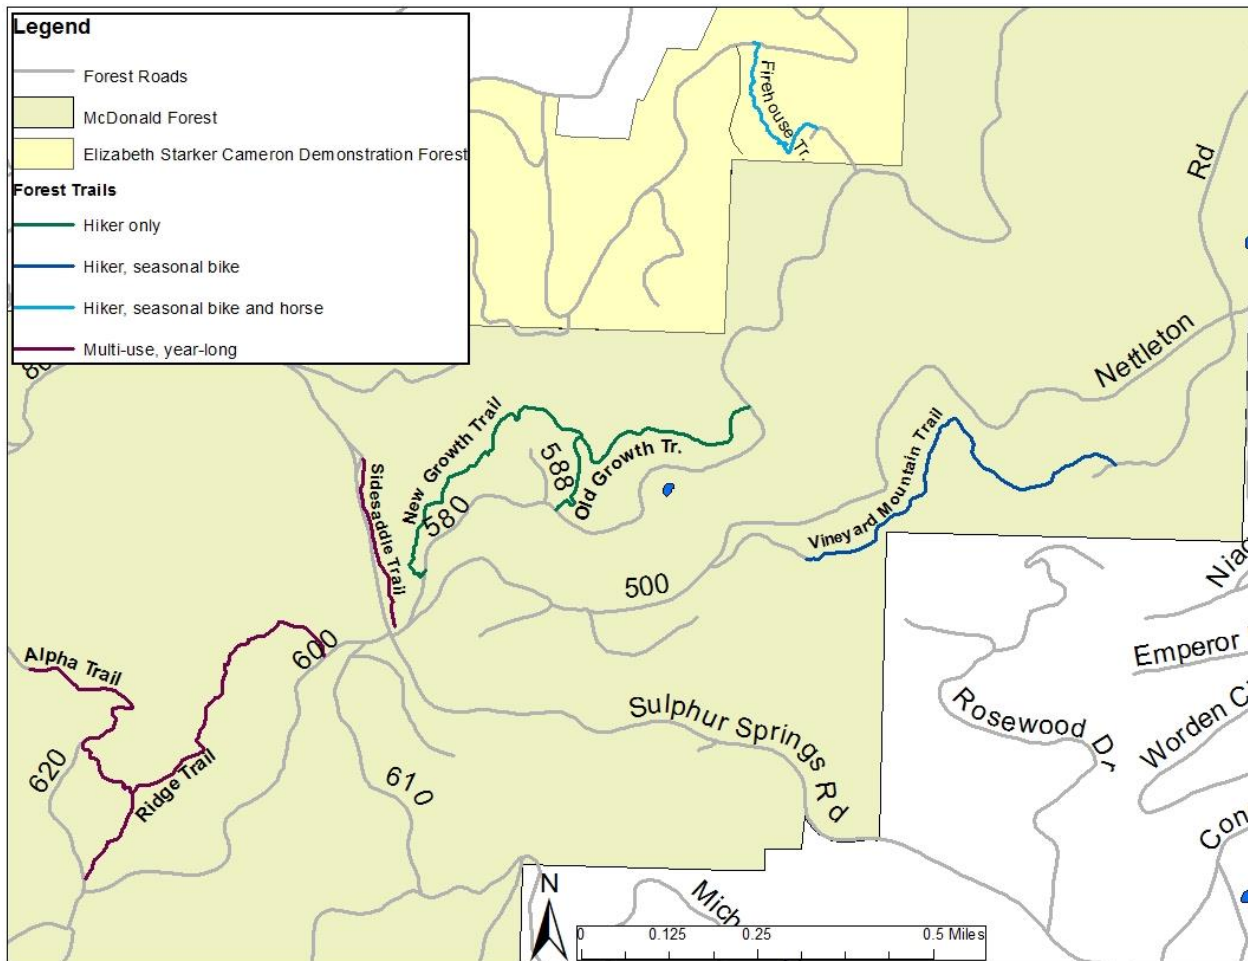 Legend
Forest Roads
McDonald Forest
Elizabeth Starker Cameron Demonstration Forest
Forest Trails
Hiker only
Hiker, seasonal bike
Hiker, seasonal bike and horse
Multi-use, year-long
Firehouse Tr.
Rd
Nettleton
New Growth Trail
588
Old Growth Tr.
580
Sidesaddle Trail
Vineyard Mountain Trail
500
600
Alpha Trail
620
Ridge Trail
610
Sulphur Springs Rd
Emperor
Rosewood Dr
Worden
Mich
N
0 0.125 0.25 0.5 Miles